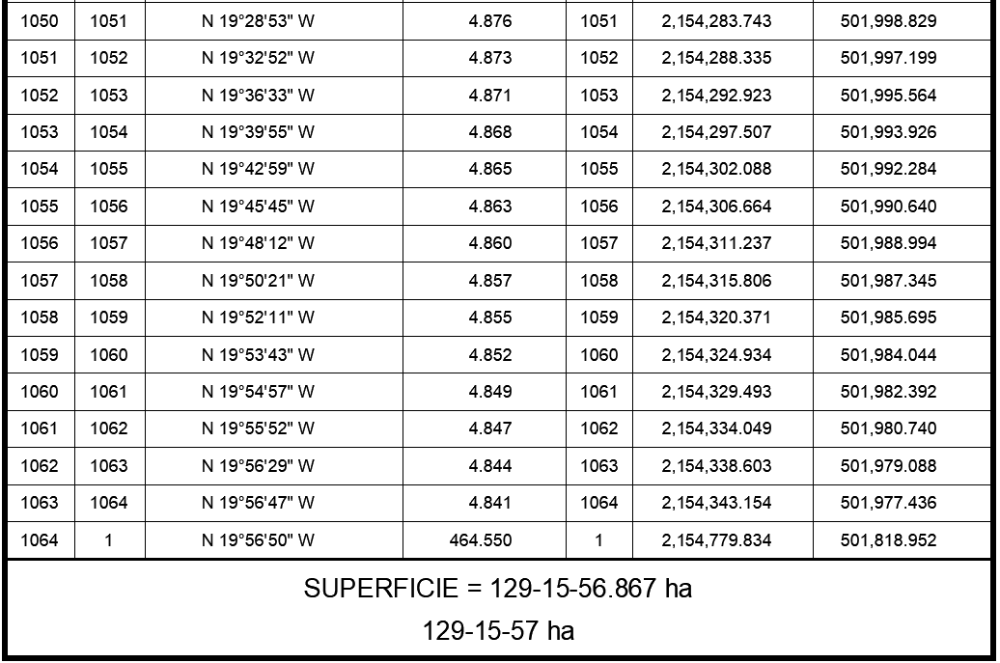 1050 1051 N 19°28'53" W 4.876 1051 2,154,283.743 501,998.829
1051 1052 N 19°32'52" W 4.873 1052 2,154,288.335 501,997.199
1052 1053 N 19°36'33" W 4.871 1053 2,154,292.923 501,995.564
1053 1054 N 19°39'55" W 4.868 1054 2,154,297.507 501,993.926
1054 1055 N 19°42'59" W 4.865 1055 2,154,302.088 501,992.284
1055 1056 N 19°45'45" W 4.863 1056 2,154,306.664 501,990.640
1056 1057 N 19°48'12" W 4.860 1057 2,154,311.237 501,988.994
1057 1058 N 19°50'21" W 4.857 1058 2,154,315.806 501,987.345
1058 1059 N 19°52'11" W 4.855 1059 2,154,320.371 501,985.695
1059 1060 N 19°53'43" W 4.852 1060 2,154,324.934 501,984.044
1060 1061 N 19°54'57" W 4.849 1061 2,154,329.493 501,982.392
1061 1062 N 19°55'52" W 4.847 1062 2,154,334.049 501,980.740
1062 1063 N 19°56'29" W 4.844 1063 2,154,338.603 501,979.088
1063 1064 N 19°56'47" W 4.841 1064 2,154,343.154 501,977.436
1064 1 N 19°56'50" W 464.550 1 2,154,779.834 501,818.952
SUPERFICIE = 129-15-56.867 ha
129-15-57 ha